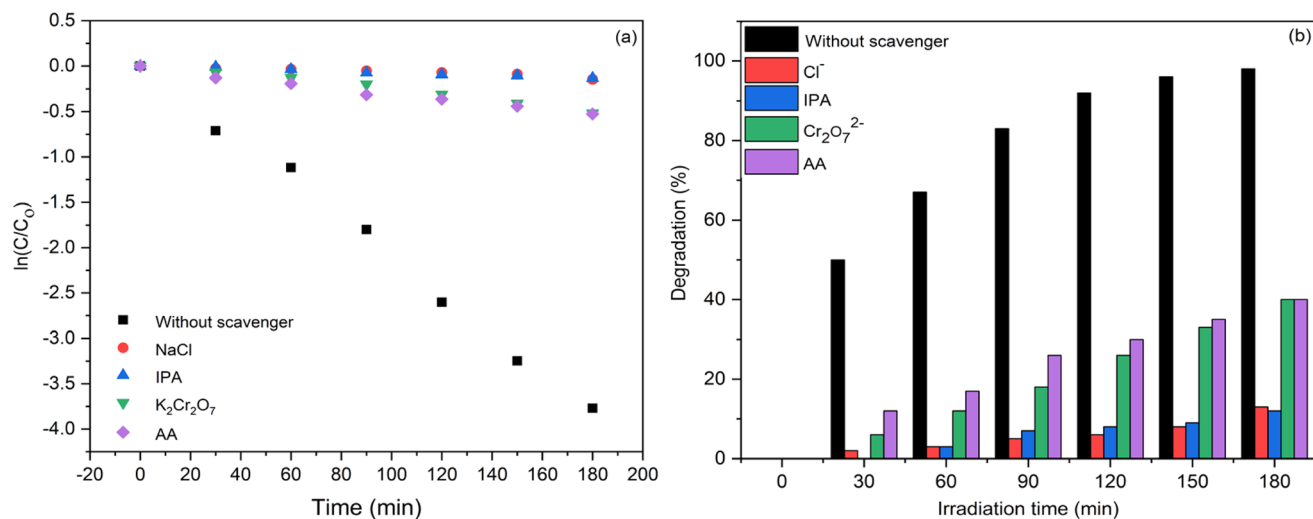 (a)
ln(C/C₀)
0.5
0.0
-0.5
-1.0
-1.5
-2.0
-2.5
-3.0
-3.5
-4.0
Without scavenger
NaCl
IPA
K₂Cr₂O₇
AA
-20 0 20 40 60 80 100 120 140 160 180 200
Time (min)
(b)
Degradation (%)
100
80
60
40
20
0
Without scavenger
Cl⁻
IPA
Cr₂O₇²⁻
AA
0 30 60 90 120 150 180
Irradiation time (min)